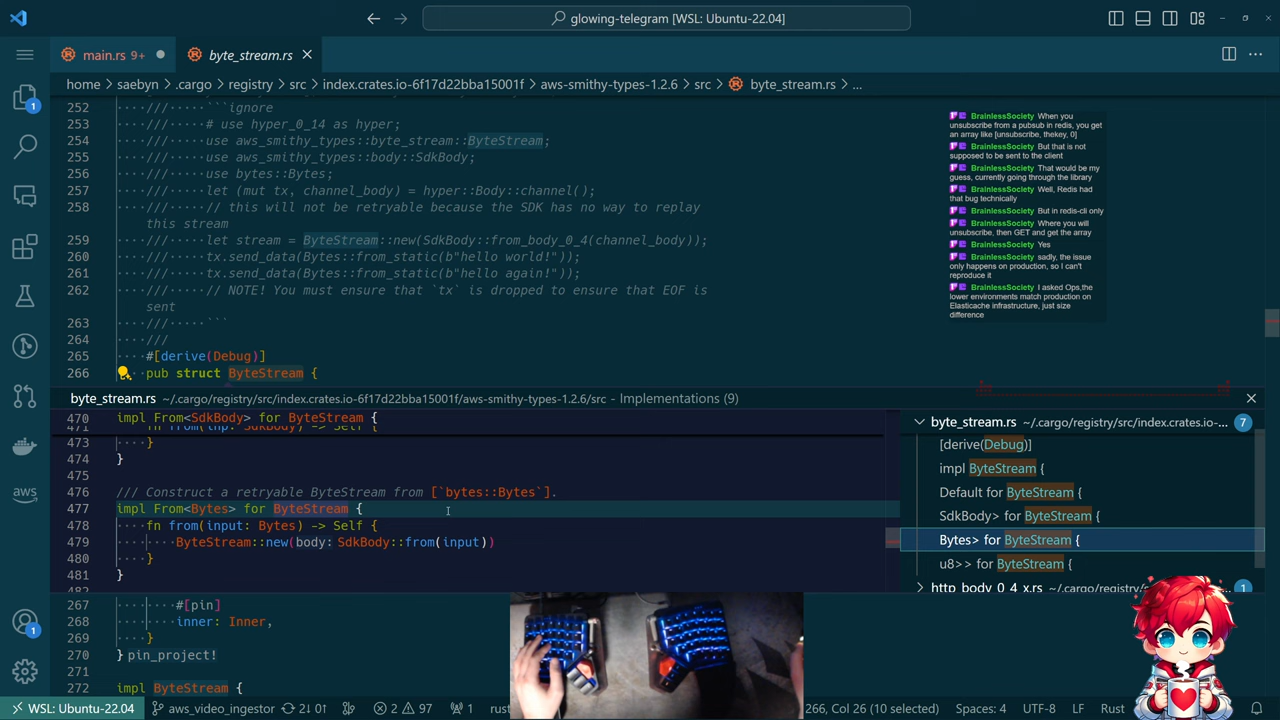 glowing-telegram [WSL: Ubuntu-22.04]
main.rs 9+
byte_stream.rs
home > saebyn > .cargo > registry > src > index.crates.io-6f17d22bba15001f > aws-smithy-types-1.2.6 > src > byte_stream.rs > ...
252 /// ```ignore
253 /// # use hyper_0_14 as hyper;
254 /// use aws_smithy_types::byte_stream::ByteStream;
255 /// use aws_smithy_types::body::SdkBody;
256 /// use bytes::Bytes;
257 /// let (mut tx, channel_body) = hyper::Body::channel();
258 /// // this will not be retryable because the SDK has no way to replay
this stream
259 /// let stream = ByteStream::new(SdkBody::from_body_0_4(channel_body));
260 /// tx.send_data(Bytes::from_static(b"hello world!"));
261 /// tx.send_data(Bytes::from_static(b"hello again!"));
262 /// // NOTE! You must ensure that `tx` is dropped to ensure that EOF is
sent
263 /// ```
264 ///
265 #[derive(Debug)]
266 pub struct ByteStream {
BrainlessSociety When you
unsubscribe from a pubsub in redis, you get
an array like [unsubscribe, thekey, 0]
BrainlessSociety But that is not
supposed to be sent to the client
BrainlessSociety That would be my
guess, currently going through the library
BrainlessSociety Well, Redis had
that bug technically
BrainlessSociety But in redis-cli only
BrainlessSociety Where you will
unsubscribe, then GET and get the array
BrainlessSociety Yes
BrainlessSociety sadly, the issue
only happens on production, so I can't
reproduce it
BrainlessSociety I asked Ops,the
lower environments match production on
Elasticache infrastructure, just size
difference
byte_stream.rs ~/.cargo/registry/src/index.crates.io-6f17d22bba15001f/aws-smithy-types-1.2.6/src - Implementations (9)
470 impl From<SdkBody> for ByteStream {
471 fn from(inp: SdkBody) -> Self {
473 }
474 }
475
476 /// Construct a retryable ByteStream from [`bytes::Bytes`].
477 impl From<Bytes> for ByteStream {
478 fn from(input: Bytes) -> Self {
479 ByteStream::new(body: SdkBody::from(input))
480 }
481 }
482
byte_stream.rs ~/.cargo/registry/src/index.crates.io-... 7
[derive(Debug)]
impl ByteStream {
Default for ByteStream {
SdkBody> for ByteStream {
Bytes> for ByteStream {
u8>> for ByteStream {
http_body_0_4_x.rs ~/.cargo/registry/src/index.crates.io-... 1
267 #[pin]
268 inner: Inner,
269 }
270 } pin_project!
271
272 impl ByteStream {
aws
WSL: Ubuntu-22.04 aws_video_ingestor 2↓ 0↑ 2 97 1 rus 266, Col 26 (10 selected) Spaces: 4 UTF-8 LF Rust